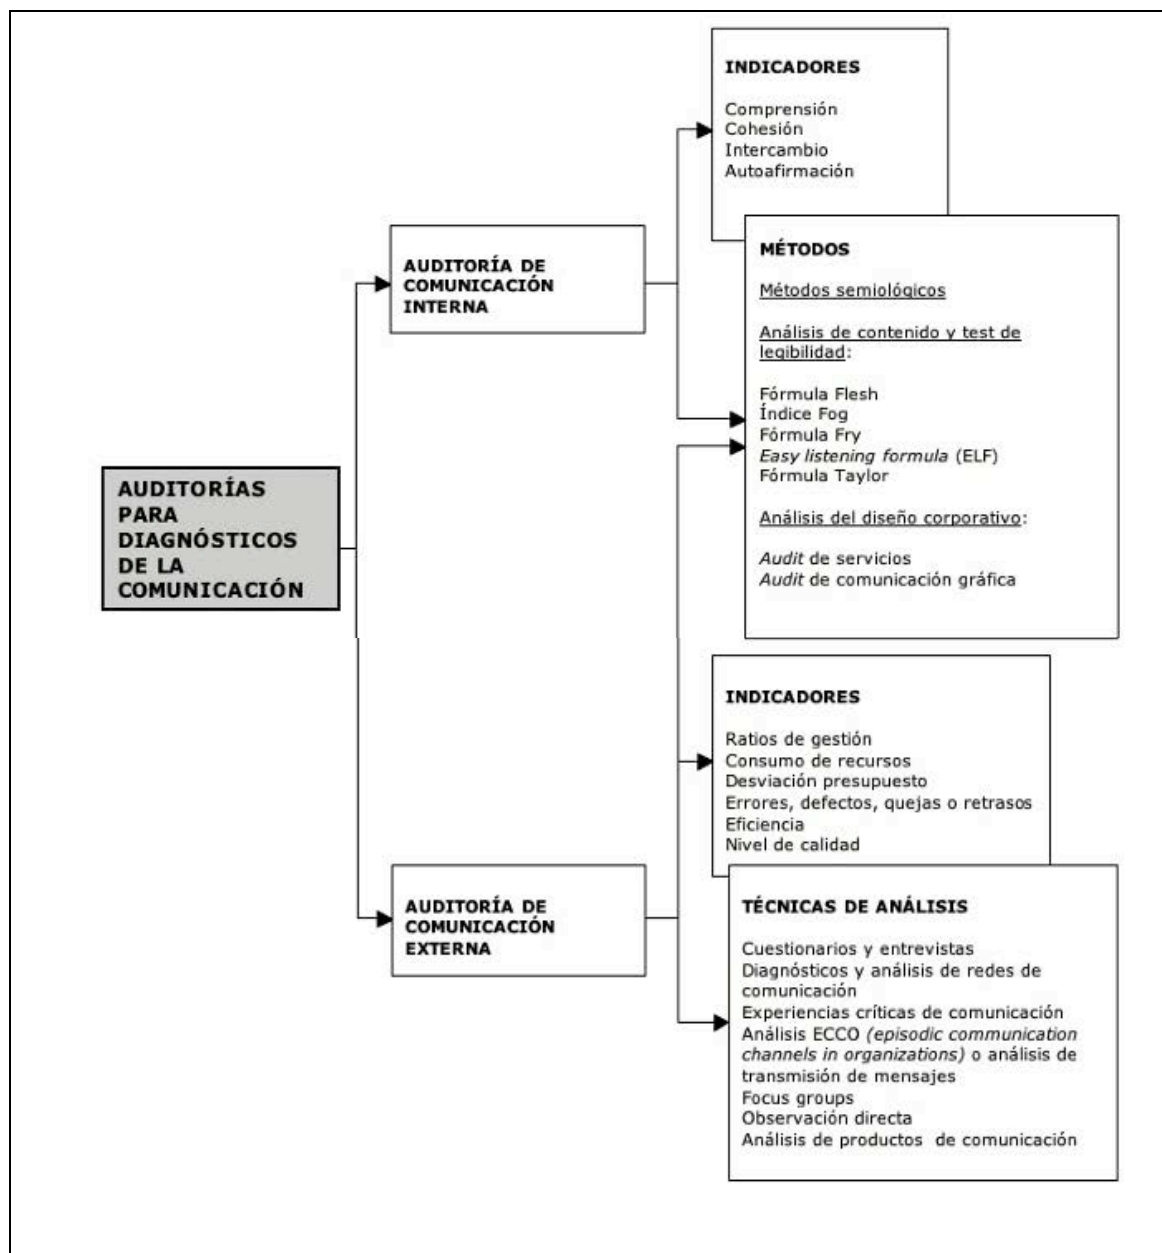 INDICADORES
Comprensión
Cohesión
Intercambio
Autoafirmación
AUDITORÍA DE
COMUNICACIÓN
INTERNA
MÉTODOS
Métodos semiológicos
Análisis de contenido y test de
legibilidad:
Fórmula Flesh
Índice Fog
Fórmula Fry
Easy listening formula (ELF)
Fórmula Taylor
Análisis del diseño corporativo:
Audit de servicios
Audit de comunicación gráfica
AUDITORÍAS
PARA
DIAGNÓSTICOS
DE LA
COMUNICACIÓN
INDICADORES
Ratios de gestión
Consumo de recursos
Desviación presupuesto
Errores, defectos, quejas o retrasos
Eficiencia
Nivel de calidad
AUDITORÍA DE
COMUNICACIÓN
EXTERNA
TÉCNICAS DE ANÁLISIS
Cuestionarios y entrevistas
Diagnósticos y análisis de redes de
comunicación
Experiencias críticas de comunicación
Análisis ECCO (episodic communication
channels in organizations) o análisis de
transmisión de mensajes
Focus groups
Observación directa
Análisis de productos de comunicación